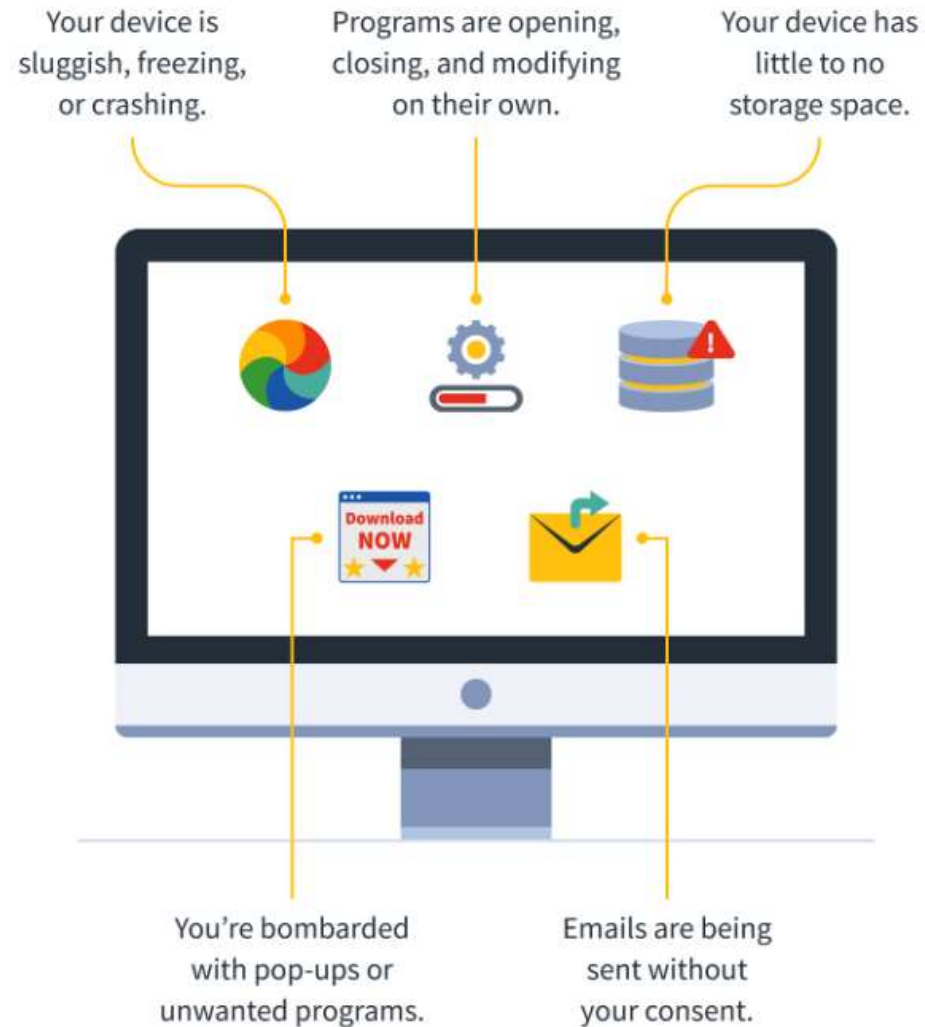 Your device is
sluggish, freezing,
or crashing.
Programs are opening,
closing, and modifying
on their own.
Your device has
little to no
storage space.
Download
NOW
You’re bombarded
with pop-ups or
unwanted programs.
Emails are being
sent without
your consent.